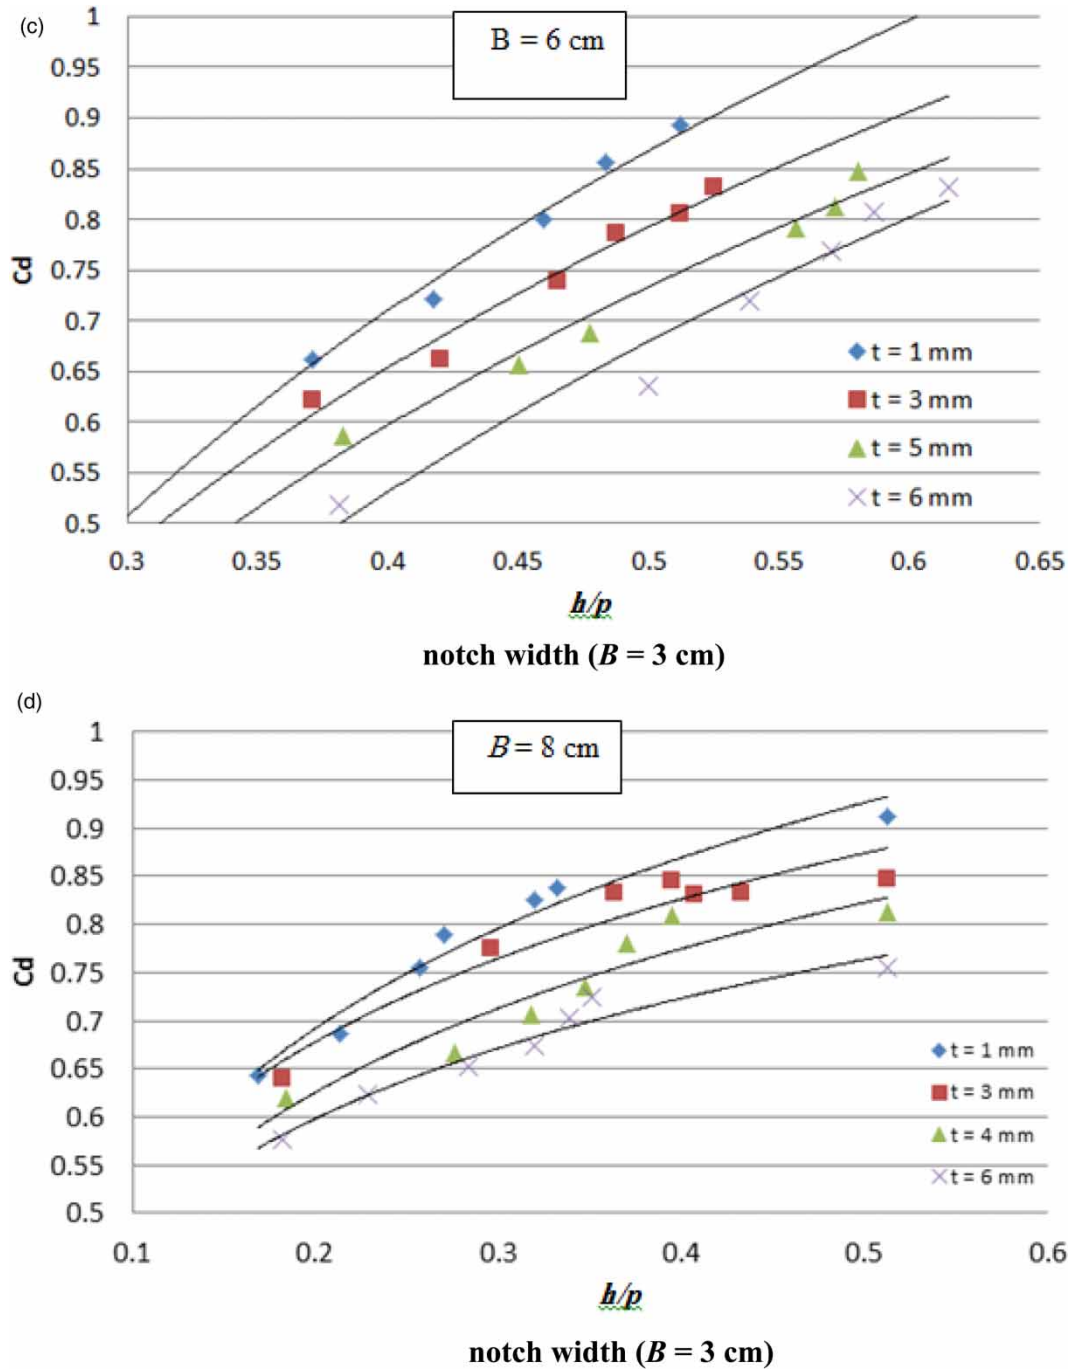 (c)
B = 6 cm
1
0.95
0.9
0.85
0.8
0.75
0.7
0.65
0.6
0.55
0.5
Cd
t = 1 mm
t = 3 mm
t = 5 mm
t = 6 mm
0.3 0.35 0.4 0.45 0.5 0.55 0.6 0.65
h/p
notch width (B = 3 cm)
(d)
B = 8 cm
1
0.95
0.9
0.85
0.8
0.75
0.7
0.65
0.6
0.55
0.5
Cd
t = 1 mm
t = 3 mm
t = 4 mm
t = 6 mm
0.1 0.2 0.3 0.4 0.5 0.6
h/p
notch width (B = 3 cm)